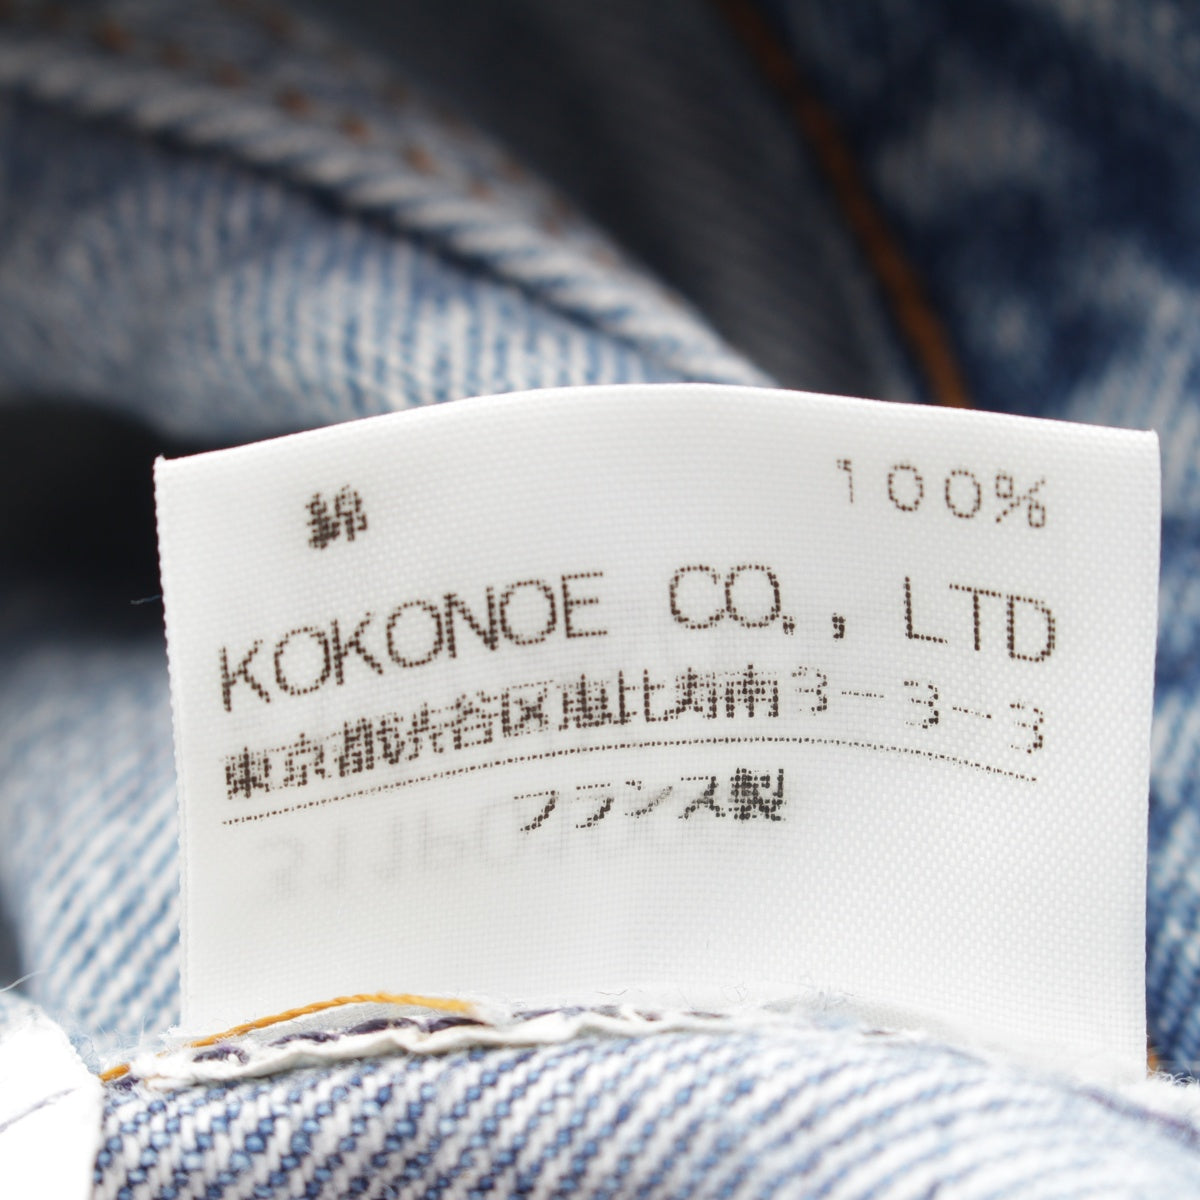 綿 100%
KOKONOE CO., LTD
東京都渋谷区恵比寿南3-3-3
フランス製